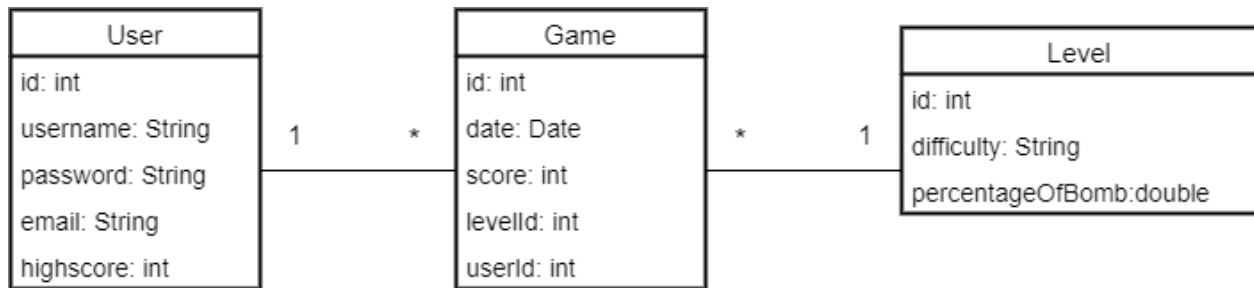 User
id: int
username: String
password: String
email: String
highscore: int
1
*
Game
id: int
date: Date
score: int
levelId: int
userId: int
*
1
Level
id: int
difficulty: String
percentageOfBomb:double